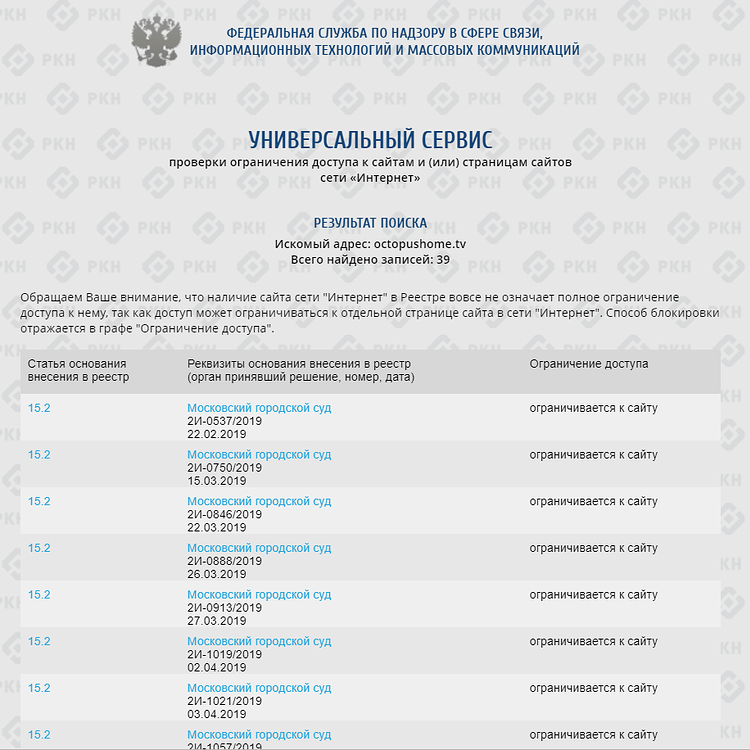 ФЕДЕРАЛЬНАЯ СЛУЖБА ПО НАДЗОРУ В СФЕРЕ СВЯЗИ,
ИНФОРМАЦИОННЫХ ТЕХНОЛОГИЙ И МАССОВЫХ КОММУНИКАЦИЙ
УНИВЕРСАЛЬНЫЙ СЕРВИС
проверки ограничения доступа к сайтам и (или) страницам сайтов
сети «Интернет»
РЕЗУЛЬТАТ ПОИСКА
Искомый адрес: octopushome.tv
Всего найдено записей: 39
Обращаем Ваше внимание, что наличие сайта сети "Интернет" в Реестре вовсе не означает полное ограничение
доступа к нему, так как доступ может ограничиваться к отдельной странице сайта в сети "Интернет". Способ блокировки
отражается в графе "Ограничение доступа".
Статья основания
внесения в реестр
Реквизиты основания внесения в реестр
(орган принявший решение, номер, дата)
Ограничение доступа
15.2 Московский городской суд ограничивается к сайту
2И-0537/2019
22.02.2019
15.2 Московский городской суд ограничивается к сайту
2И-0750/2019
15.03.2019
15.2 Московский городской суд ограничивается к сайту
2И-0846/2019
22.03.2019
15.2 Московский городской суд ограничивается к сайту
2И-0888/2019
26.03.2019
15.2 Московский городской суд ограничивается к сайту
2И-0913/2019
27.03.2019
15.2 Московский городской суд ограничивается к сайту
2И-1019/2019
02.04.2019
15.2 Московский городской суд ограничивается к сайту
2И-1021/2019
03.04.2019
15.2 Московский городской суд ограничивается к сайту
2И-1057/2019